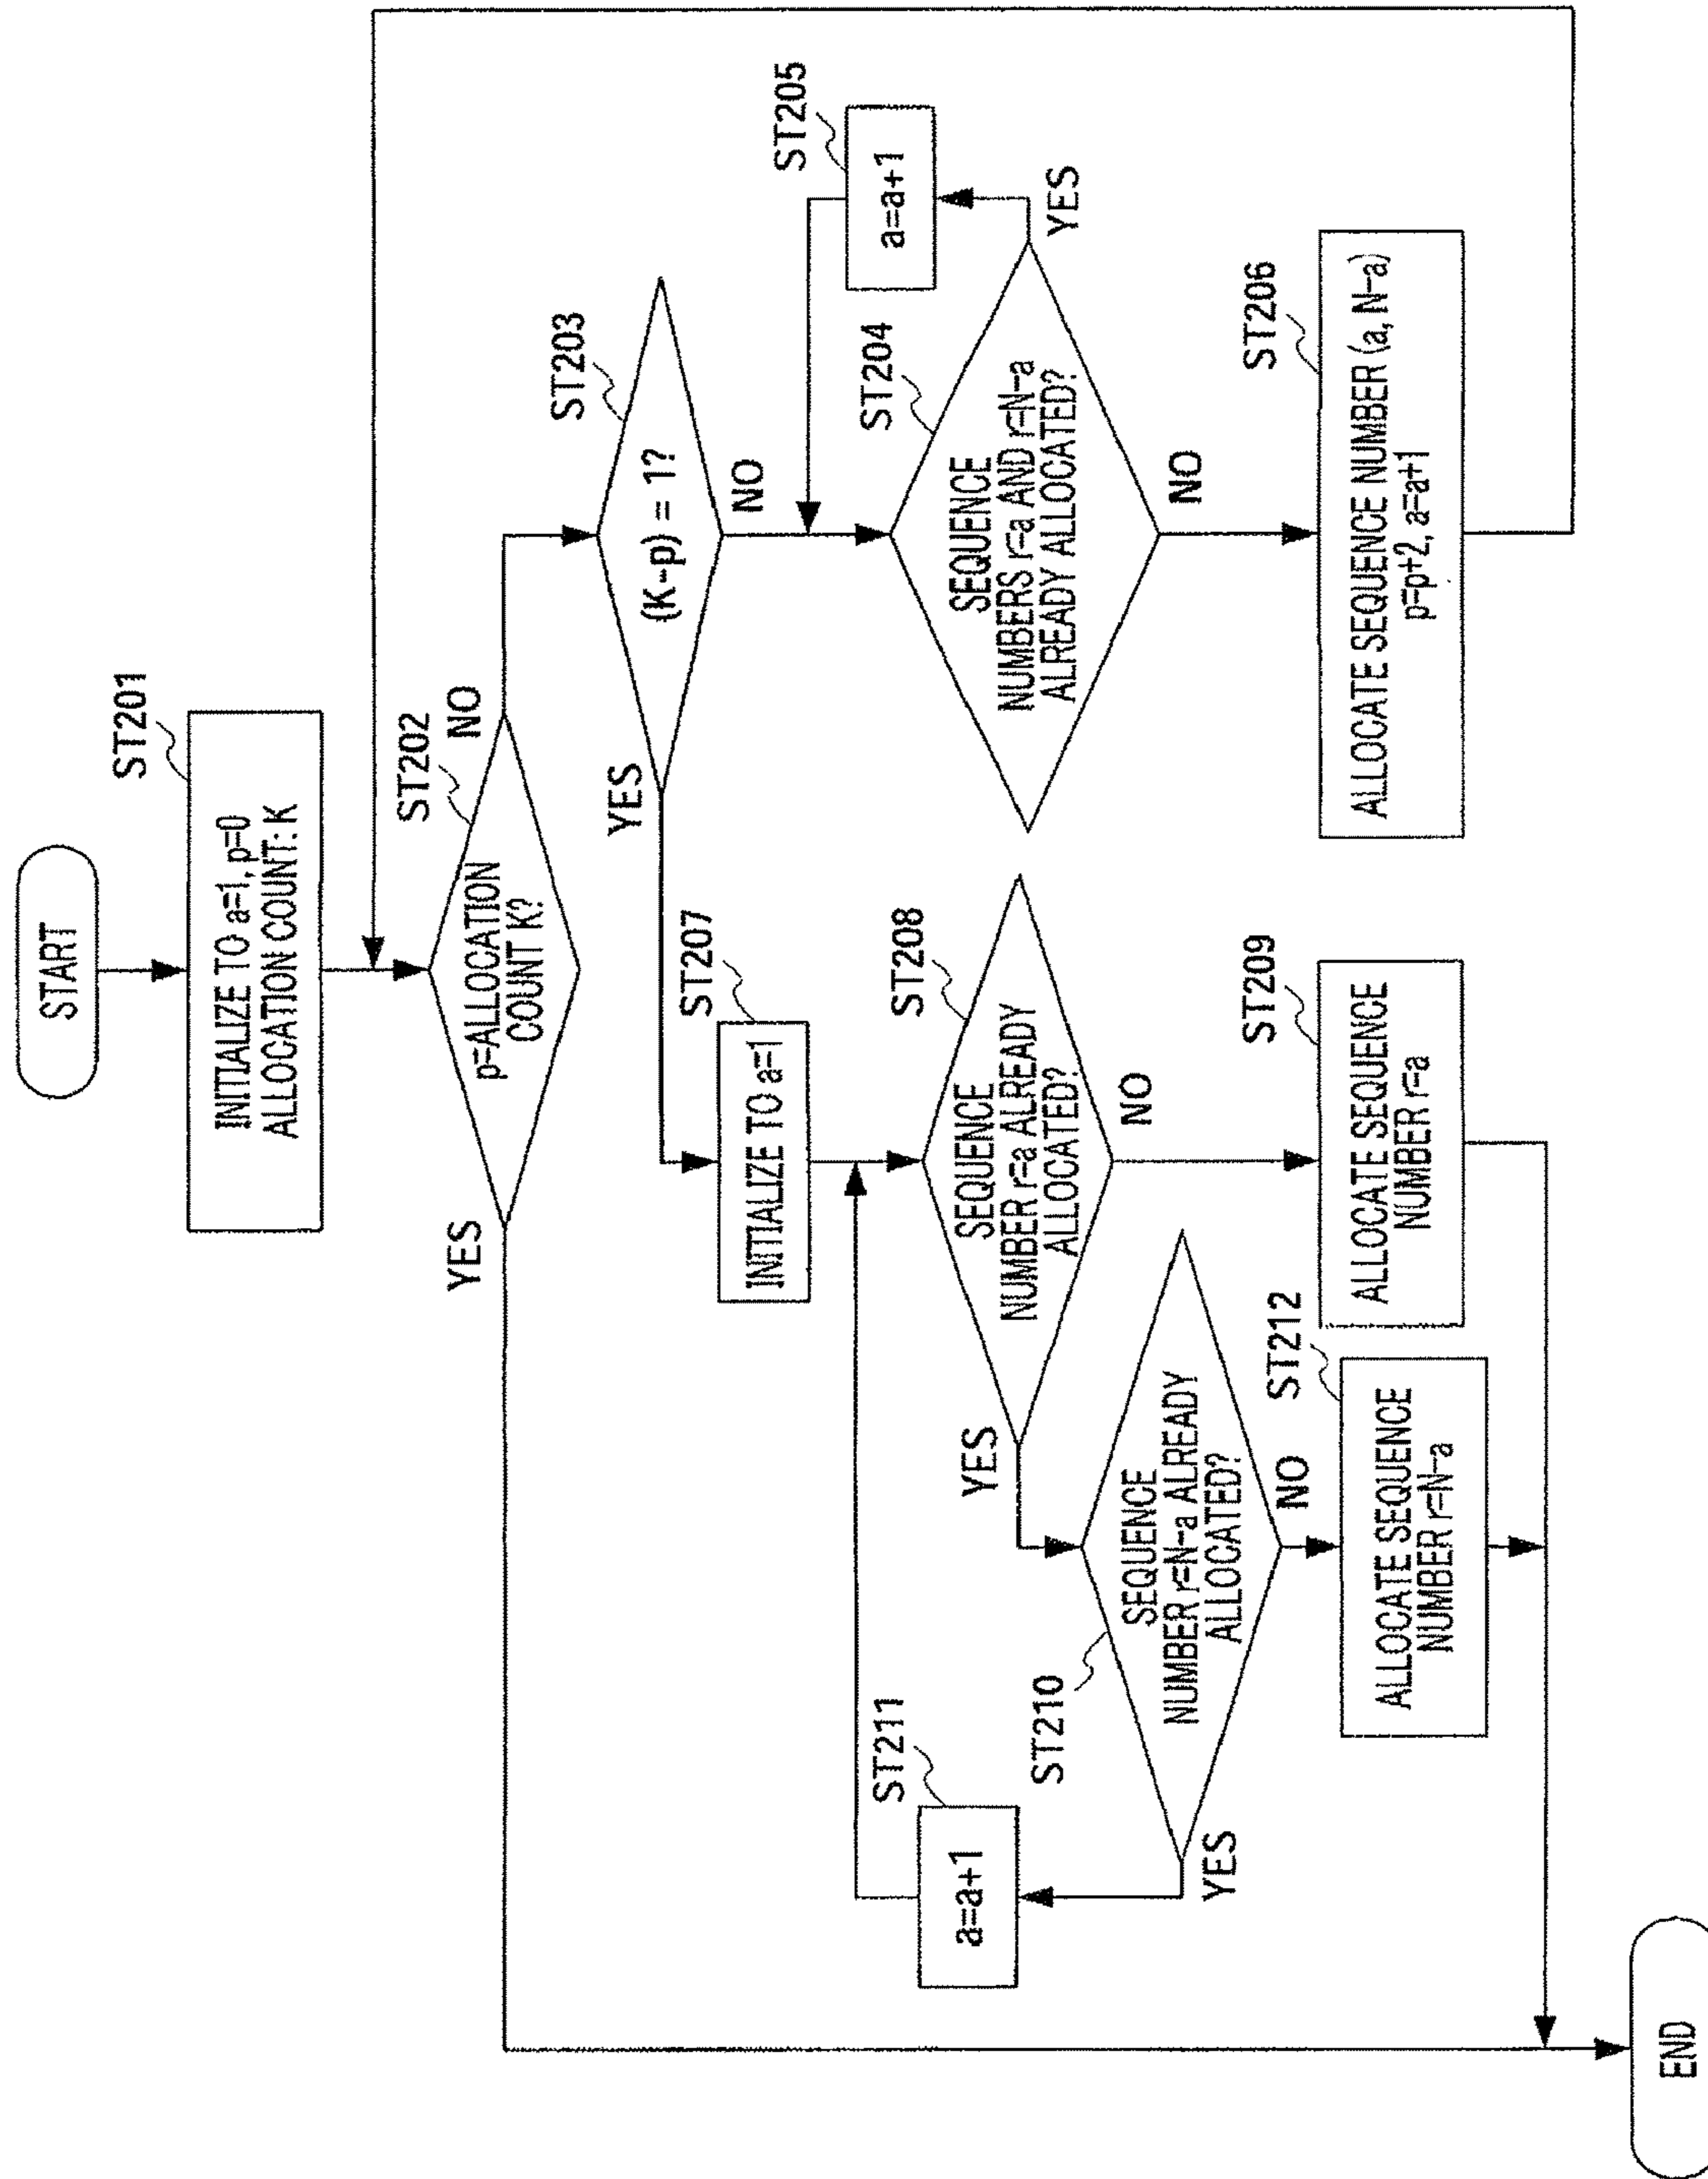 START
ST201
INITIALIZE TO a=1, p=0
ALLOCATION COUNT: K
ST202
p=ALLOCATION
COUNT K?
YES
NO
ST203
(K-p) = 1?
YES
NO
ST205
a=a+1
ST204
SEQUENCE
NUMBERS r=a AND r=N-a
ALREADY ALLOCATED?
YES
NO
ST206
ALLOCATE SEQUENCE NUMBER (a, N-a)
p=p+2, a=a+1
ST207
INITIALIZE TO a=1
ST208
SEQUENCE
NUMBER r=a ALREADY
ALLOCATED?
YES
NO
ST209
ALLOCATE SEQUENCE
NUMBER r=a
ST210
SEQUENCE
NUMBER r=N-a ALREADY
ALLOCATED?
YES
NO
ST211
a=a+1
ST212
ALLOCATE SEQUENCE
NUMBER r=N-a
END